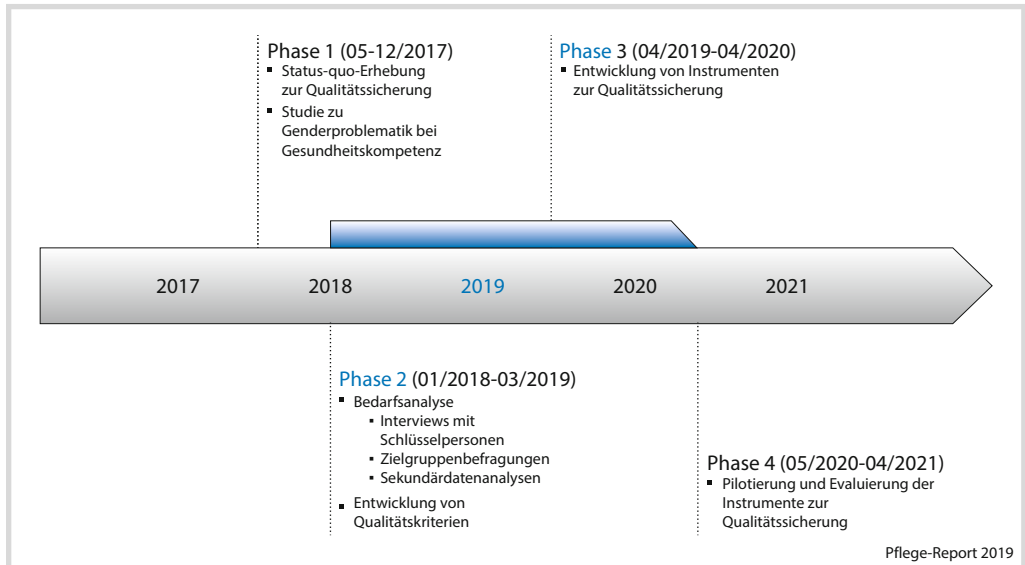 Phase 1 (05-12/2017)
▪ Status-quo-Erhebung
zur Qualitätssicherung
▪ Studie zu
Genderproblematik bei
Gesundheitskompetenz
Phase 3 (04/2019-04/2020)
▪ Entwicklung von Instrumenten
zur Qualitätssicherung
2017 2018 2019 2020 2021
Phase 2 (01/2018-03/2019)
▪ Bedarfsanalyse
▪ Interviews mit
Schlüsselpersonen
▪ Zielgruppenbefragungen
▪ Sekundärdatenanalysen
▪ Entwicklung von
Qualitätskriterien
Phase 4 (05/2020-04/2021)
▪ Pilotierung und Evaluierung der
Instrumente zur
Qualitätssicherung
Pflege-Report 2019